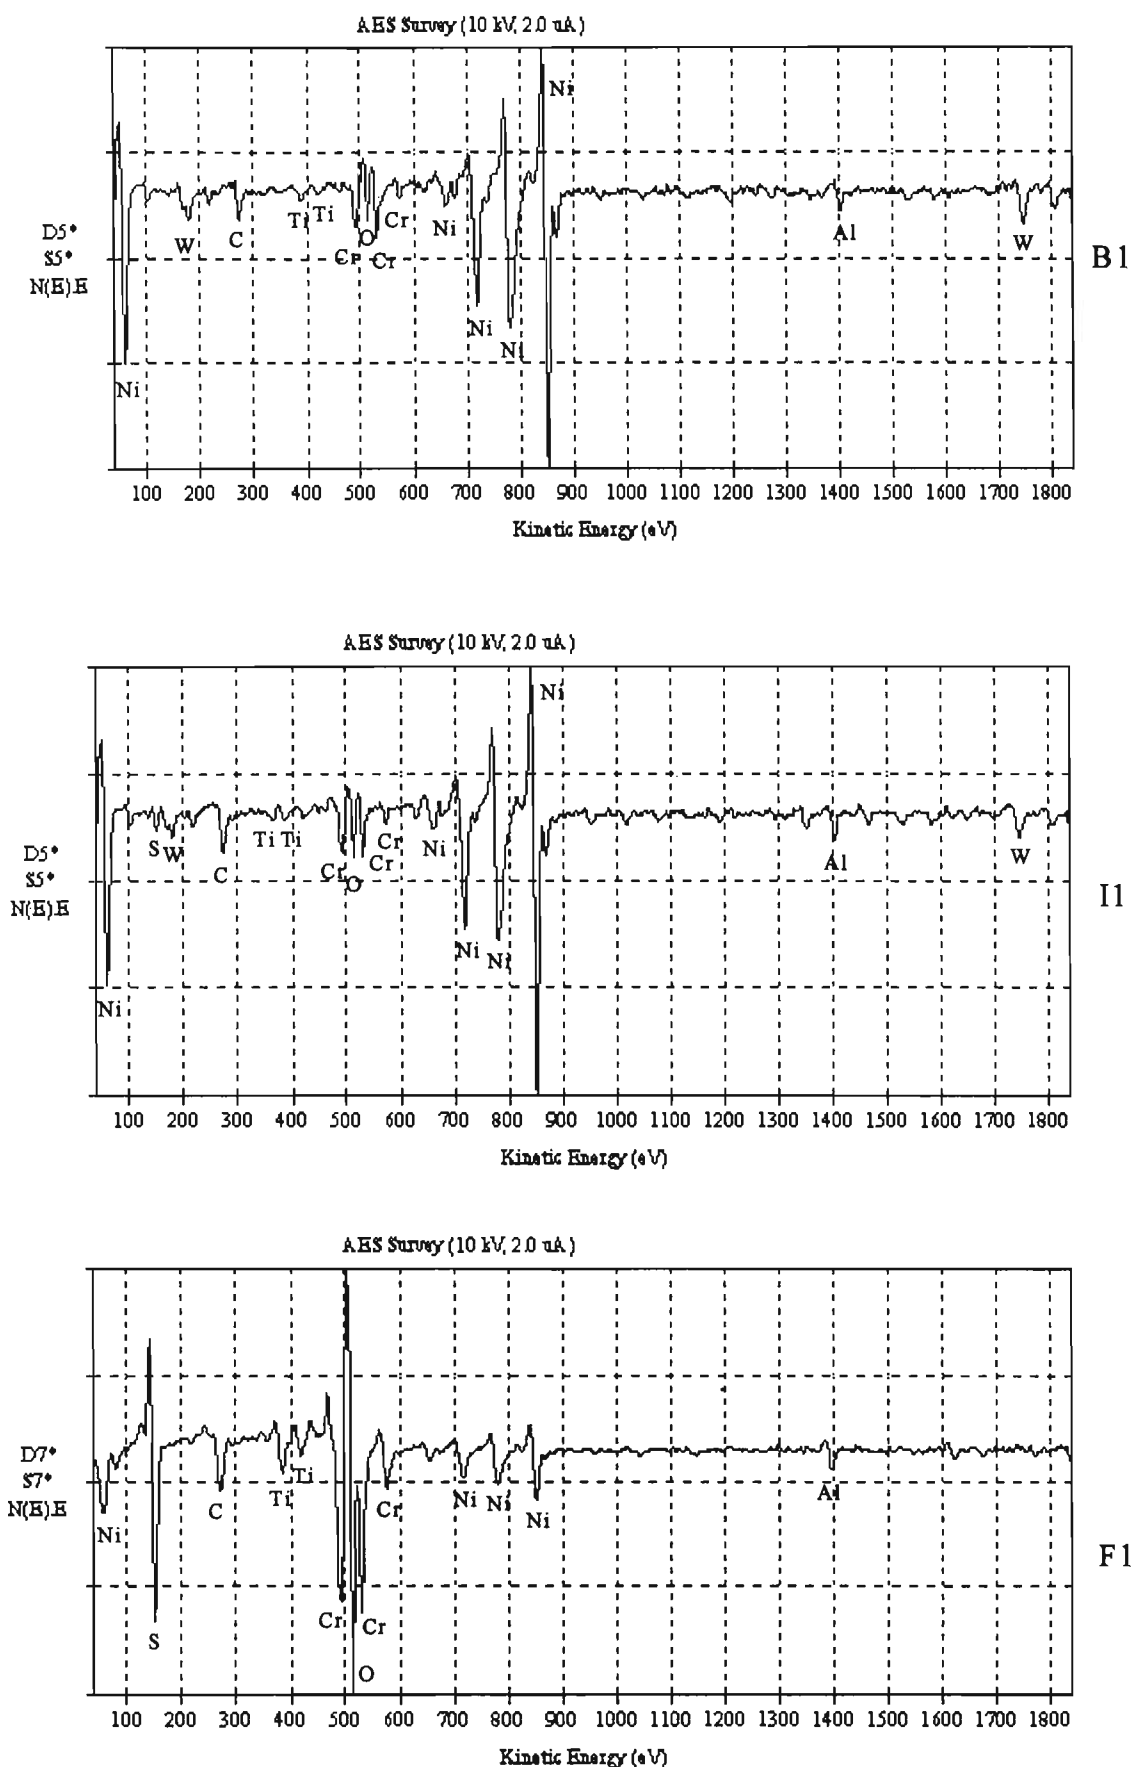 AES Survey (10 kV, 2.0 uA)
Ni
Ti Ti Cr
W C Ni Al W
O
Cr Cr
D5*
S5*
N(E).E
B1
Ni
Ni
Ni
100 200 300 400 500 600 700 800 900 1000 1100 1200 1300 1400 1500 1600 1700 1800
Kinetic Energy (eV)
AES Survey (10 kV, 2.0 uA)
Ni
S W Ti Ti Cr Ni
C Cr O Cr Al W
D5*
S5*
N(E).E
I1
Ni Ni
Ni
100 200 300 400 500 600 700 800 900 1000 1100 1200 1300 1400 1500 1600 1700 1800
Kinetic Energy (eV)
AES Survey (10 kV, 2.0 uA)
D7*
S7*
N(E).E
Ti
C Ti Cr Ni Ni Ni Al
Ni
F1
Cr Cr
S
O
100 200 300 400 500 600 700 800 900 1000 1100 1200 1300 1400 1500 1600 1700 1800
Kinetic Energy (eV)